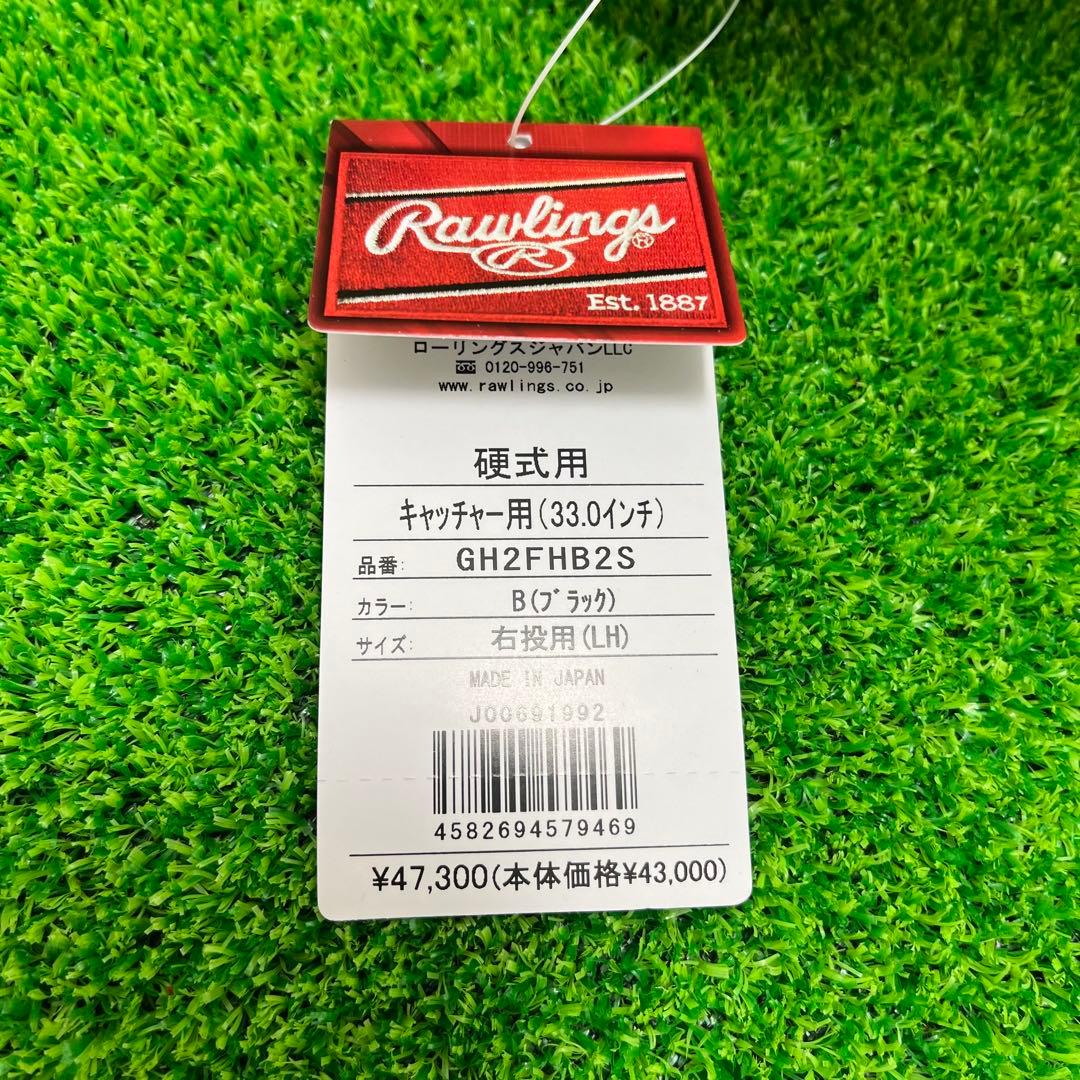 Rawlings®
R
Est. 1887
ローリングスジャパンLLC
0120-996-751
www.rawlings.co.jp
硬式用
ｷｬｯﾁｬｰ用(33.0ｲﾝﾁ)
品番: GH2FHB2S
カラー: B(ﾌﾞﾗｯｸ)
サイズ: 右投用(LH)
MADE IN JAPAN
J00691992
4582694579469
¥47,300(本体価格¥43,000)